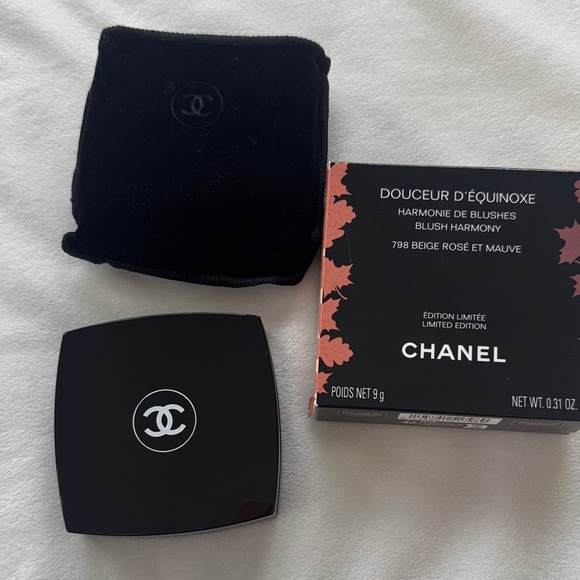 DOUCEUR D'ÉQUINOXE
HARMONIE DE BLUSHES
BLUSH HARMONY
798 BEIGE ROSÉ ET MAUVE
ÉDITION LIMITÉE
LIMITED EDITION
CHANEL
POIDS NET 9 g
NET WT. 0.31 OZ.